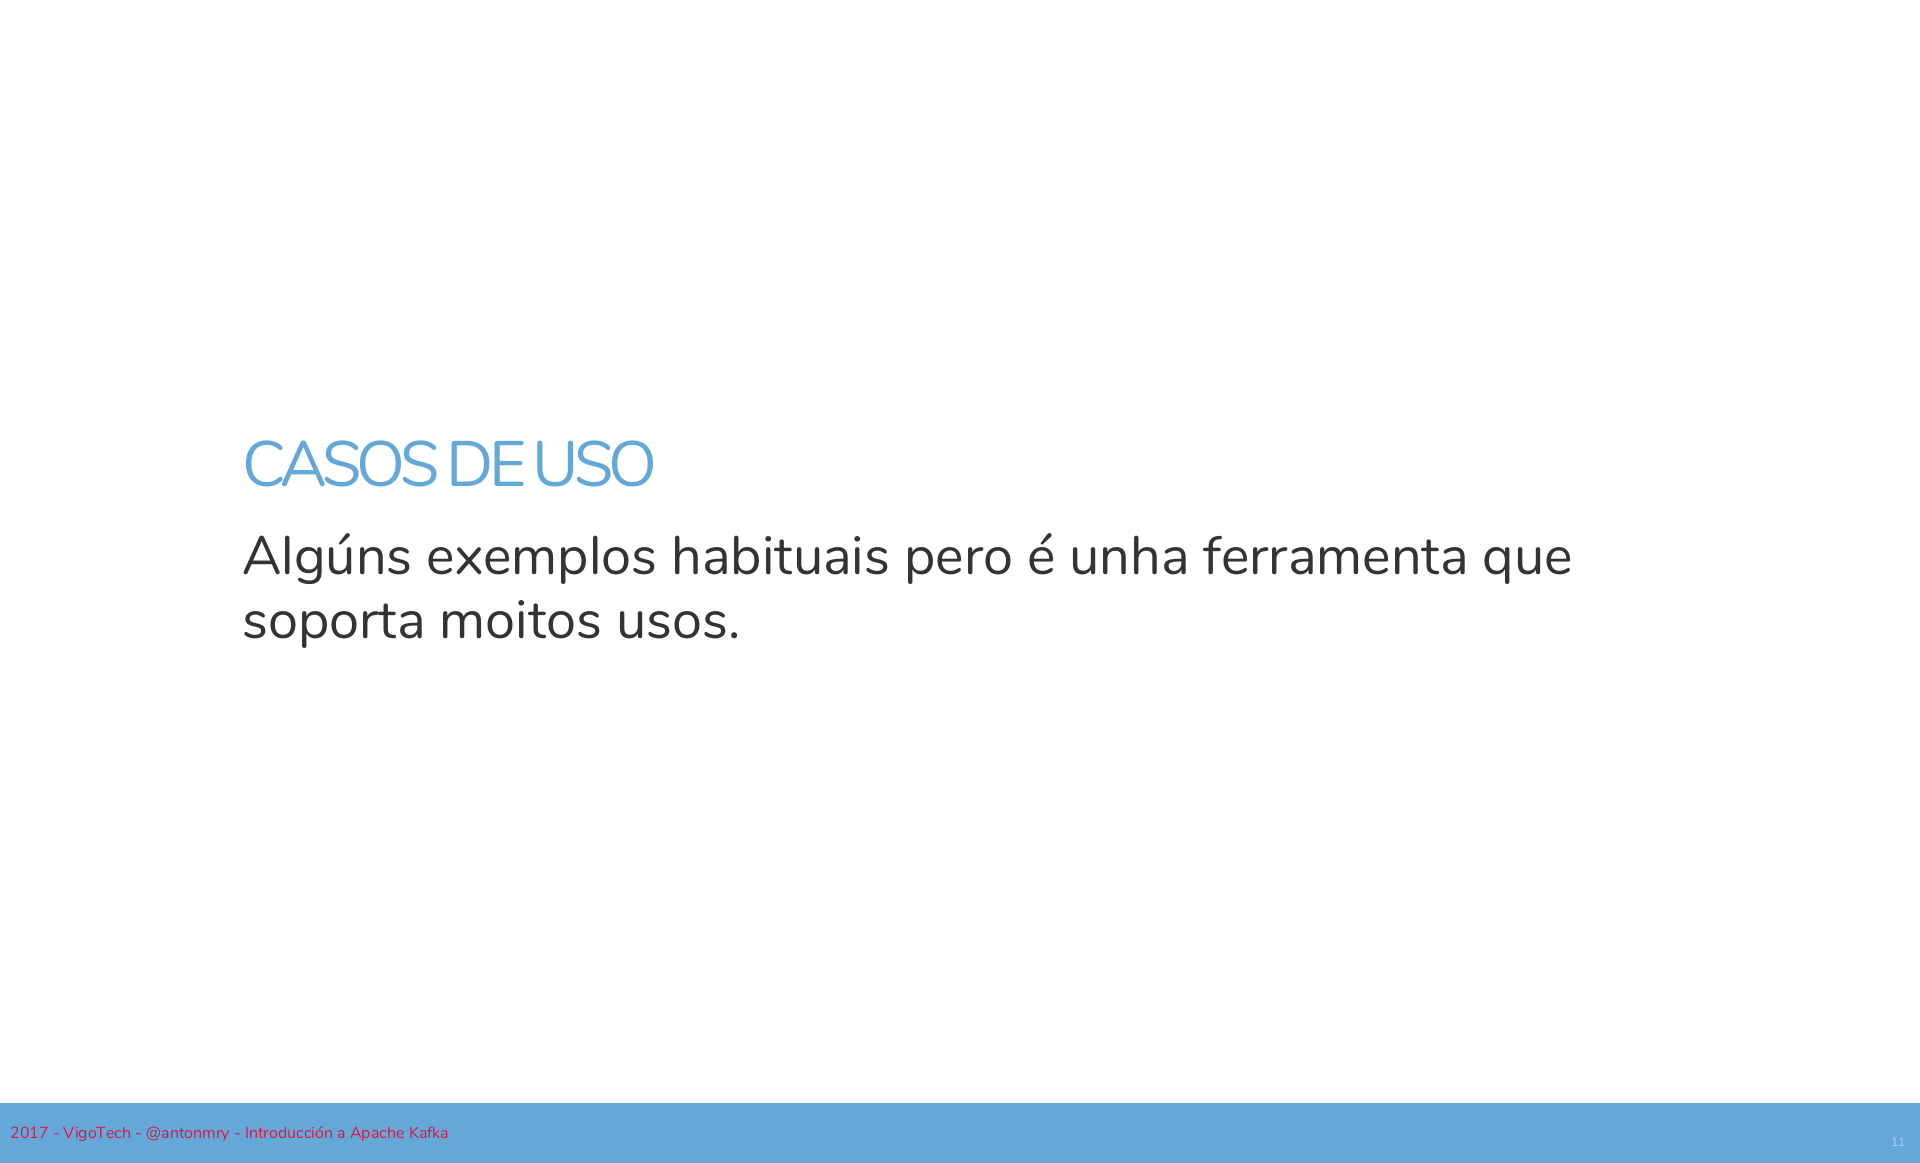 CASOS DE USO
Algúns exemplos habituais pero é unha ferramenta que
soporta moitos usos.
2017 - VigoTech - @antonmry - Introducción a Apache Kafka
11